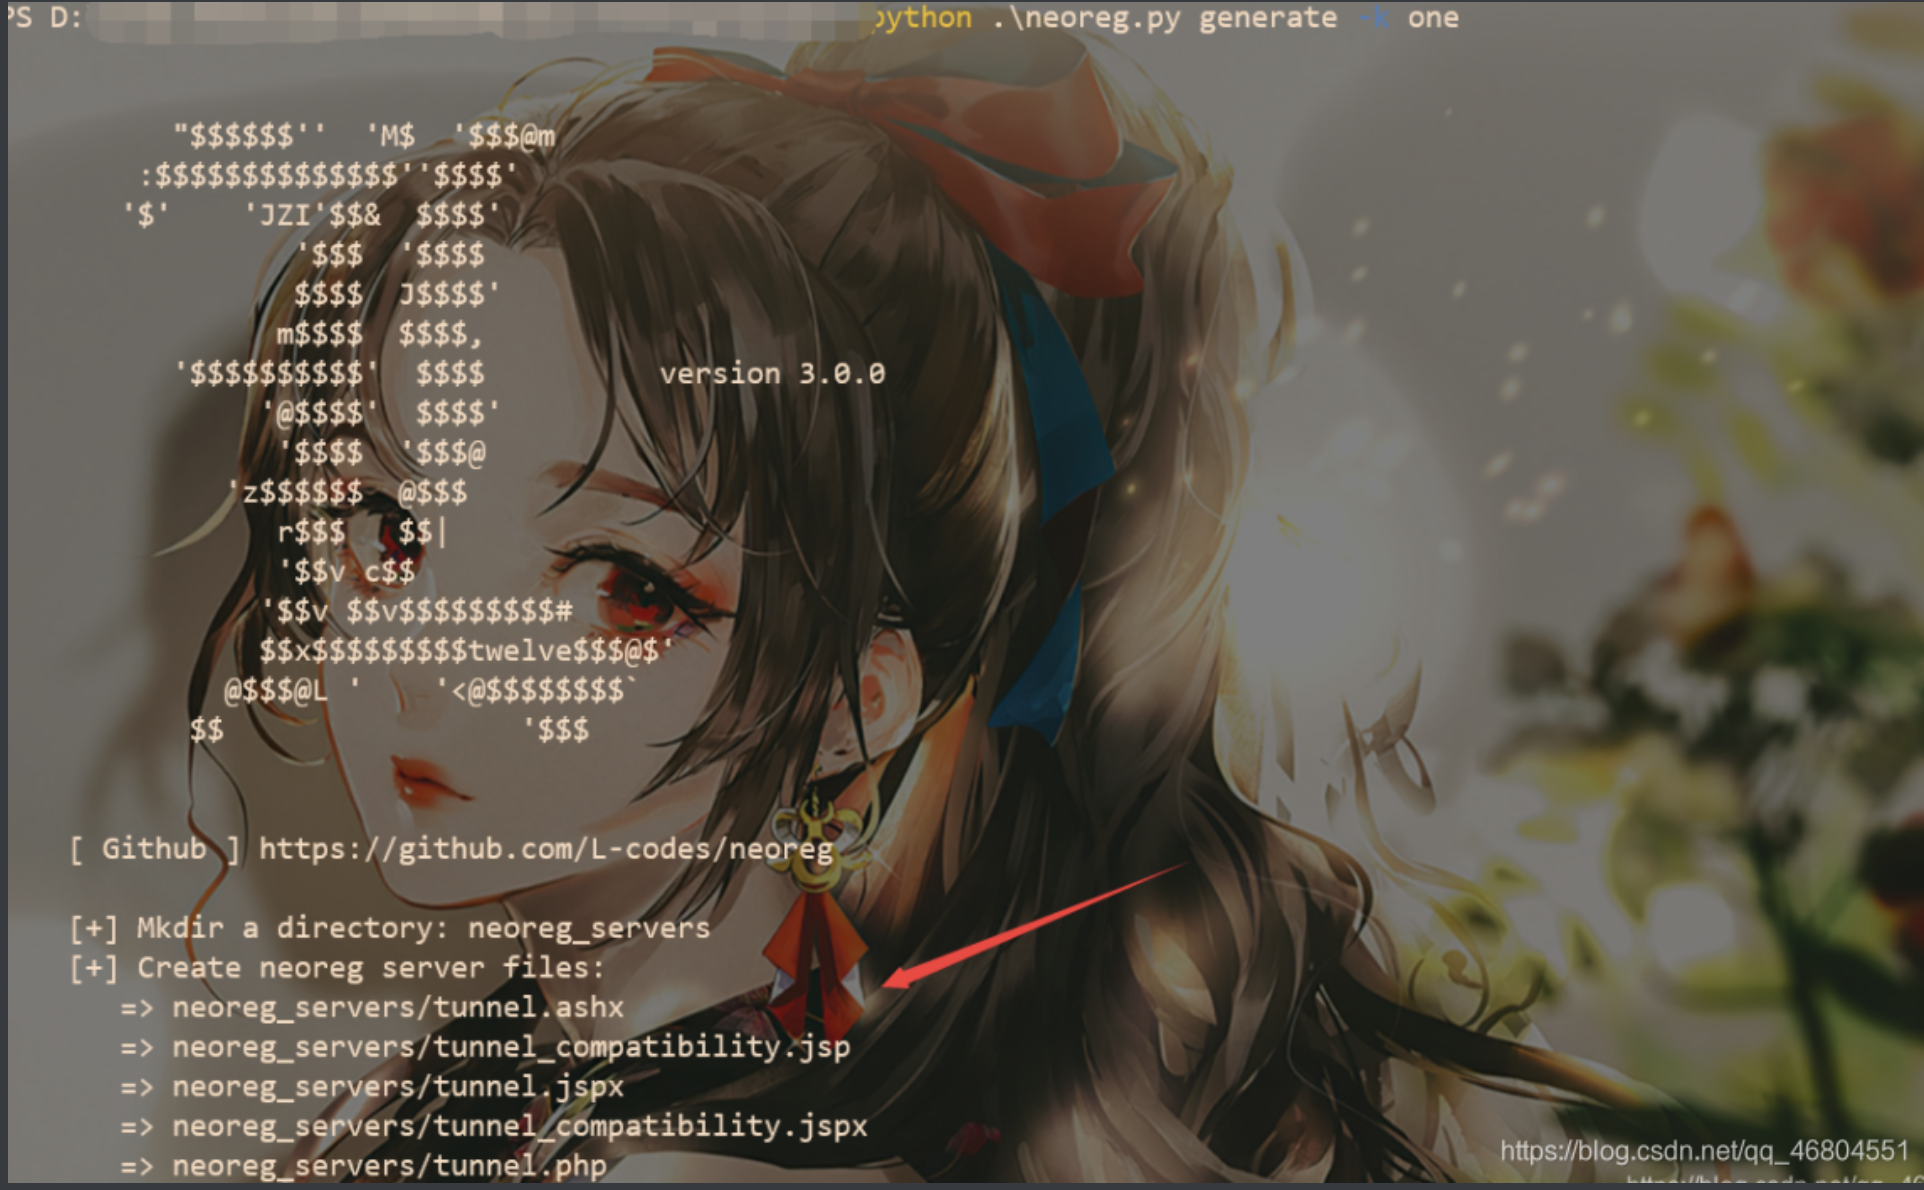 PS D: python .\neoreg.py generate -k one
"$$$$$$'' 'M$ '$$$@m
:$$$$$$$$$$$$$$''$$$$'
'$' 'JZI'$$& $$$$'
'$$$ '$$$$
$$$$ J$$$$'
m$$$$ $$$$,
'$$$$$$$$$$' $$$$ version 3.0.0
'@$$$$' $$$$'
'$$$$ '$$$@
'z$$$$$$ @$$$
r$$$ $$|
'$$v c$$
'$$v $$v$$$$$$$$$#
$$x$$$$$$$$$twelve$$$@$'
@$$$@L ' '<@$$$$$$$$`
$$ '$$$
[ Github ] https://github.com/L-codes/neoreg
[+] Mkdir a directory: neoreg_servers
[+] Create neoreg server files:
=> neoreg_servers/tunnel.ashx
=> neoreg_servers/tunnel_compatibility.jsp
=> neoreg_servers/tunnel.jspx
=> neoreg_servers/tunnel_compatibility.jspx
=> neoreg_servers/tunnel.php
https://blog.csdn.net/qq_46804551